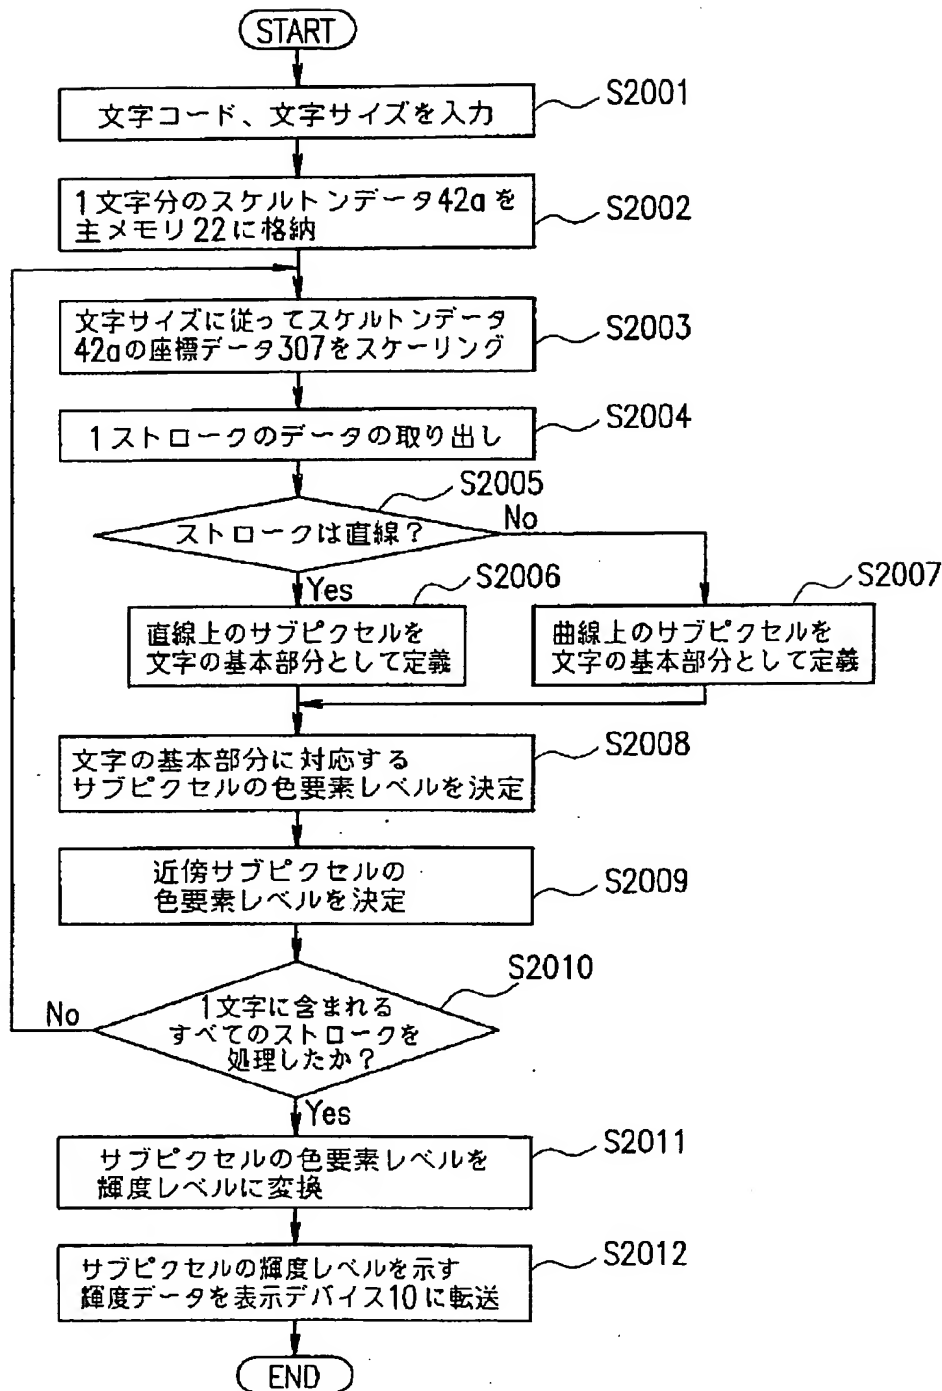 START
文字コード、文字サイズを入力
S2001
1文字分のスケルトンデータ42aを
主メモリ22に格納
S2002
文字サイズに従ってスケルトンデータ
42aの座標データ307をスケーリング
S2003
1ストロークのデータの取り出し
S2004
S2005
ストロークは直線?
No
Yes
S2006
S2007
直線上のサブピクセルを
文字の基本部分として定義
曲線上のサブピクセルを
文字の基本部分として定義
文字の基本部分に対応する
サブピクセルの色要素レベルを決定
S2008
近傍サブピクセルの
色要素レベルを決定
S2009
S2010
No
1文字に含まれる
すべてのストロークを
処理したか?
Yes
サブピクセルの色要素レベルを
輝度レベルに変換
S2011
サブピクセルの輝度レベルを示す
輝度データを表示デバイス10に転送
S2012
END